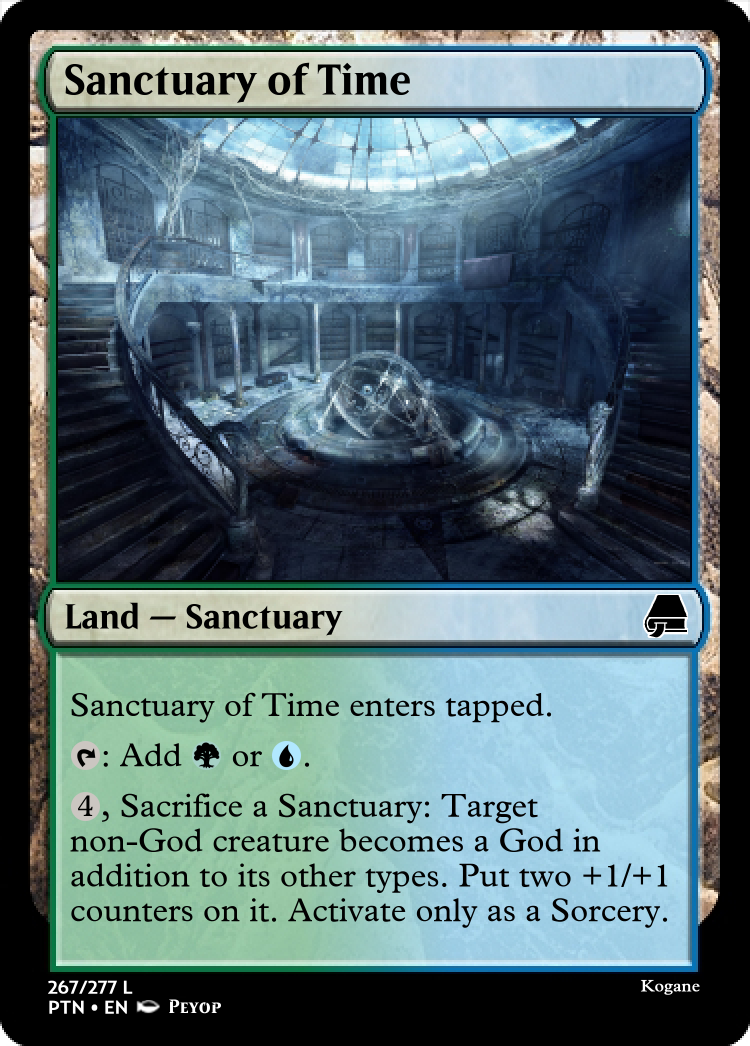 Sanctuary of Time
Land — Sanctuary
Sanctuary of Time enters tapped.
: Add or .
4, Sacrifice a Sanctuary: Target
non-God creature becomes a God in
addition to its other types. Put two +1/+1
counters on it. Activate only as a Sorcery.
267/277 L
Kogane
PTN • EN Peyop